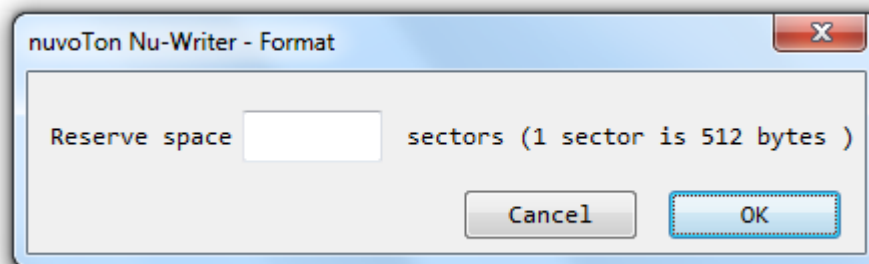 nuvoTon Nu-Writer - Format
Reserve space sectors (1 sector is 512 bytes )
Cancel OK